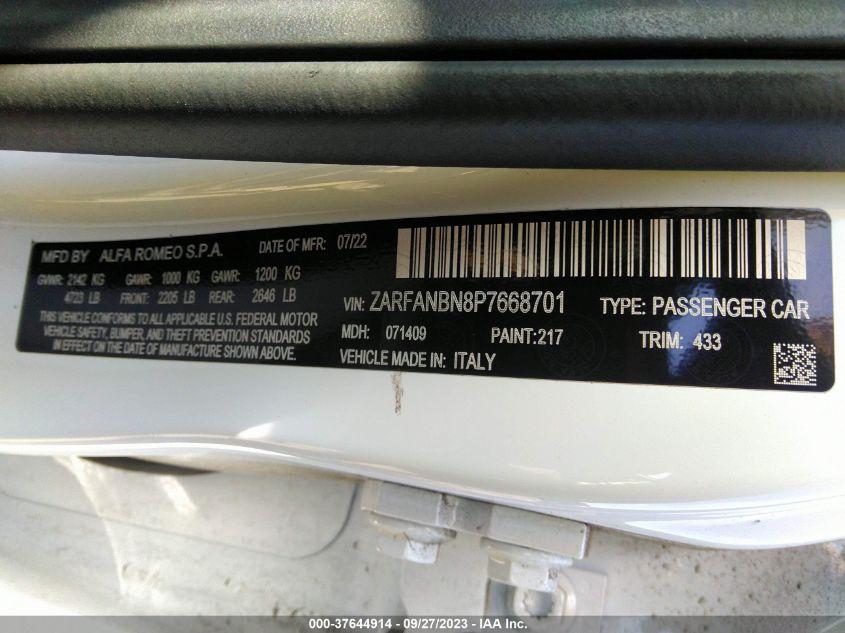 MFD BY ALFA ROMEO S.P.A. DATE OF MFR: 07/22
GVWR: 2142 KG GAWR: 1000 KG GAWR: 1200 KG
4723 LB FRONT: 2205 LB REAR: 2646 LB
THIS VEHICLE CONFORMS TO ALL APPLICABLE U.S. FEDERAL MOTOR
VEHICLE SAFETY, BUMPER, AND THEFT PREVENTION STANDARDS
IN EFFECT ON THE DATE OF MANUFACTURE SHOWN ABOVE.
VIN: ZARFANBN8P7668701 TYPE: PASSENGER CAR
MDH: 071409 PAINT:217 TRIM: 433
VEHICLE MADE IN: ITALY
000-37644914 - 09/27/2023 - IAA Inc.